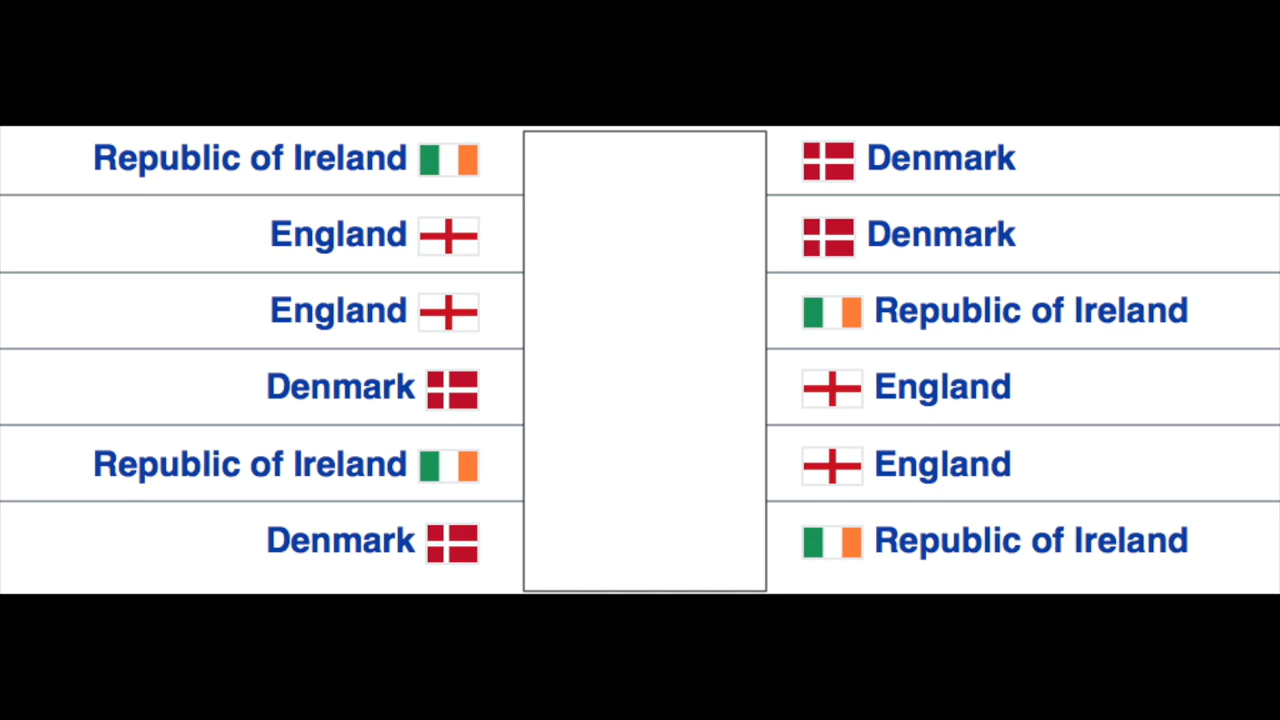 Republic of Ireland Denmark
England Denmark
England Republic of Ireland
Denmark England
Republic of Ireland England
Denmark Republic of Ireland